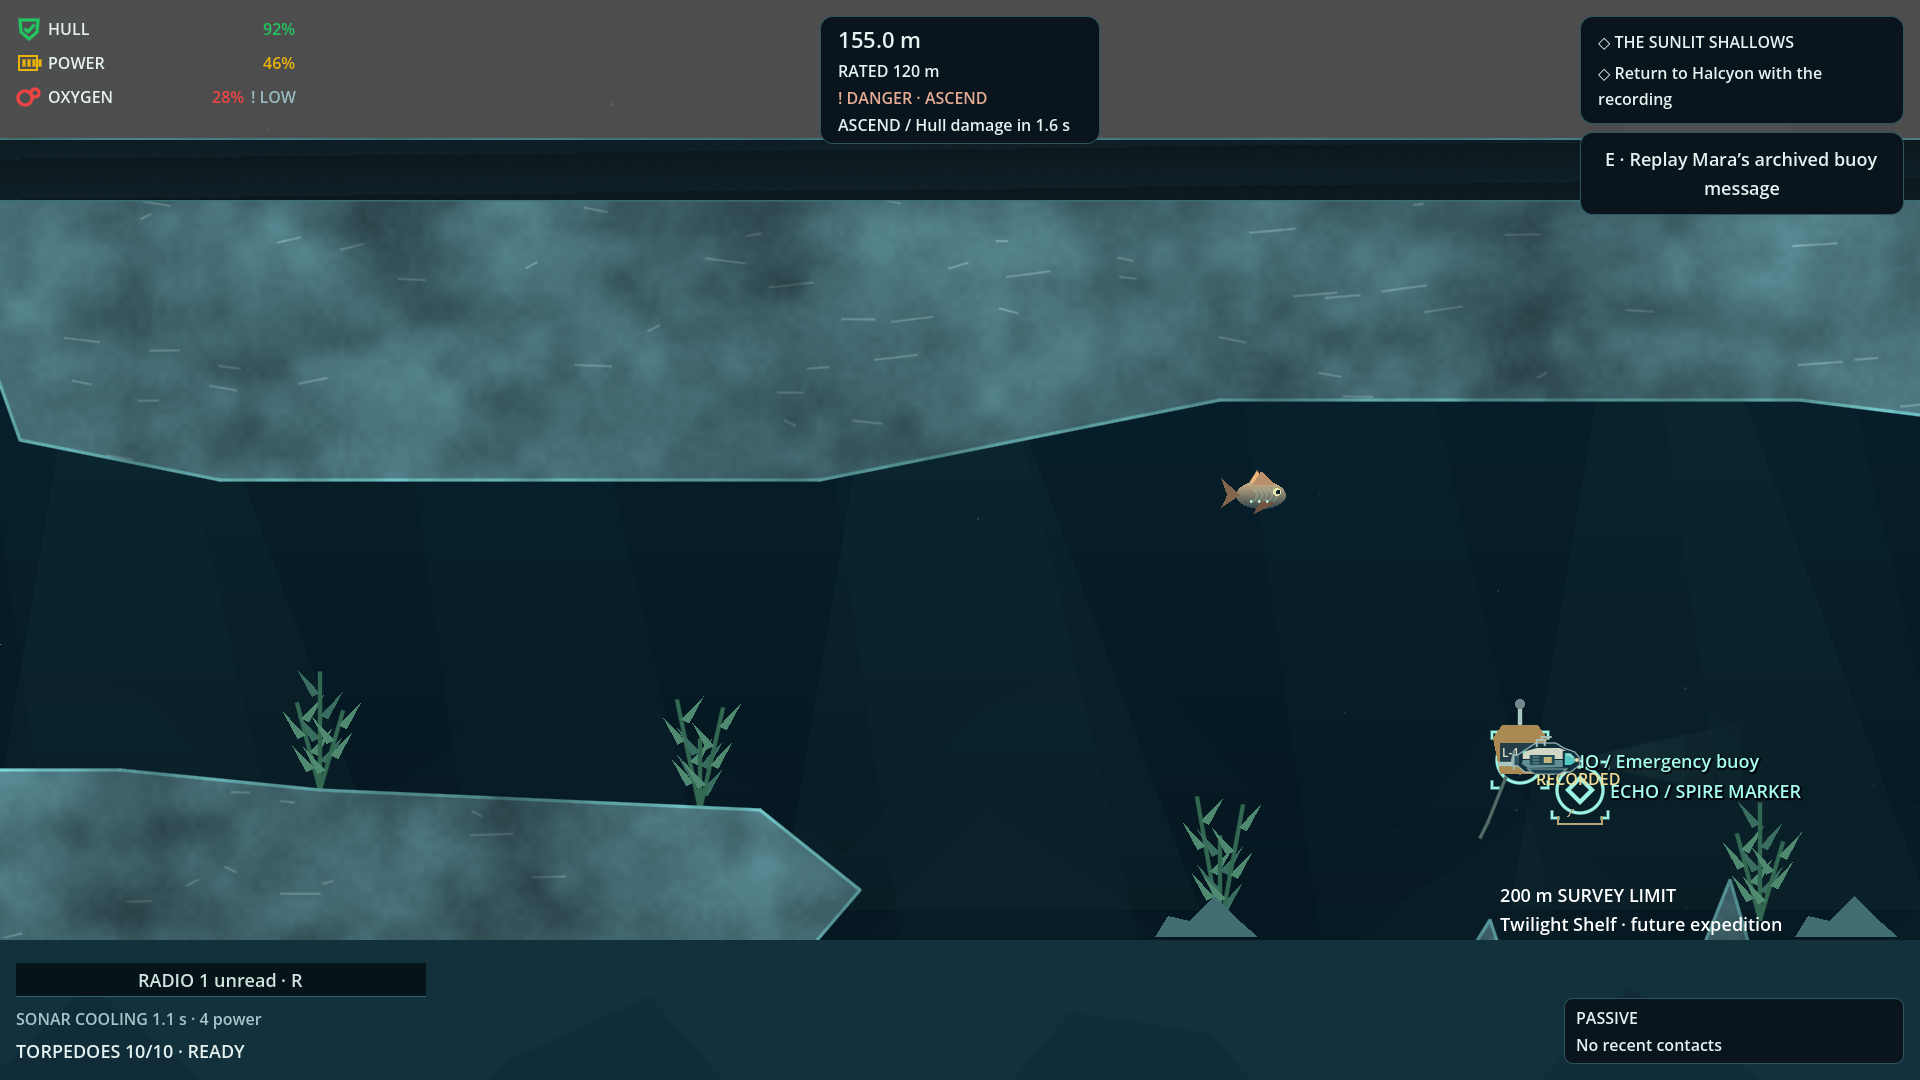 HULL 92%
POWER 46%
OXYGEN 28% ! LOW
155.0 m
RATED 120 m
! DANGER · ASCEND
ASCEND / Hull damage in 1.6 s
◇ THE SUNLIT SHALLOWS
◇ Return to Halcyon with the
recording
E · Replay Mara’s archived buoy
message
/ Emergency buoy
RECORDED
ECHO / SPIRE MARKER
200 m SURVEY LIMIT
Twilight Shelf · future expedition
RADIO 1 unread · R
SONAR COOLING 1.1 s · 4 power
TORPEDOES 10/10 · READY
PASSIVE
No recent contacts